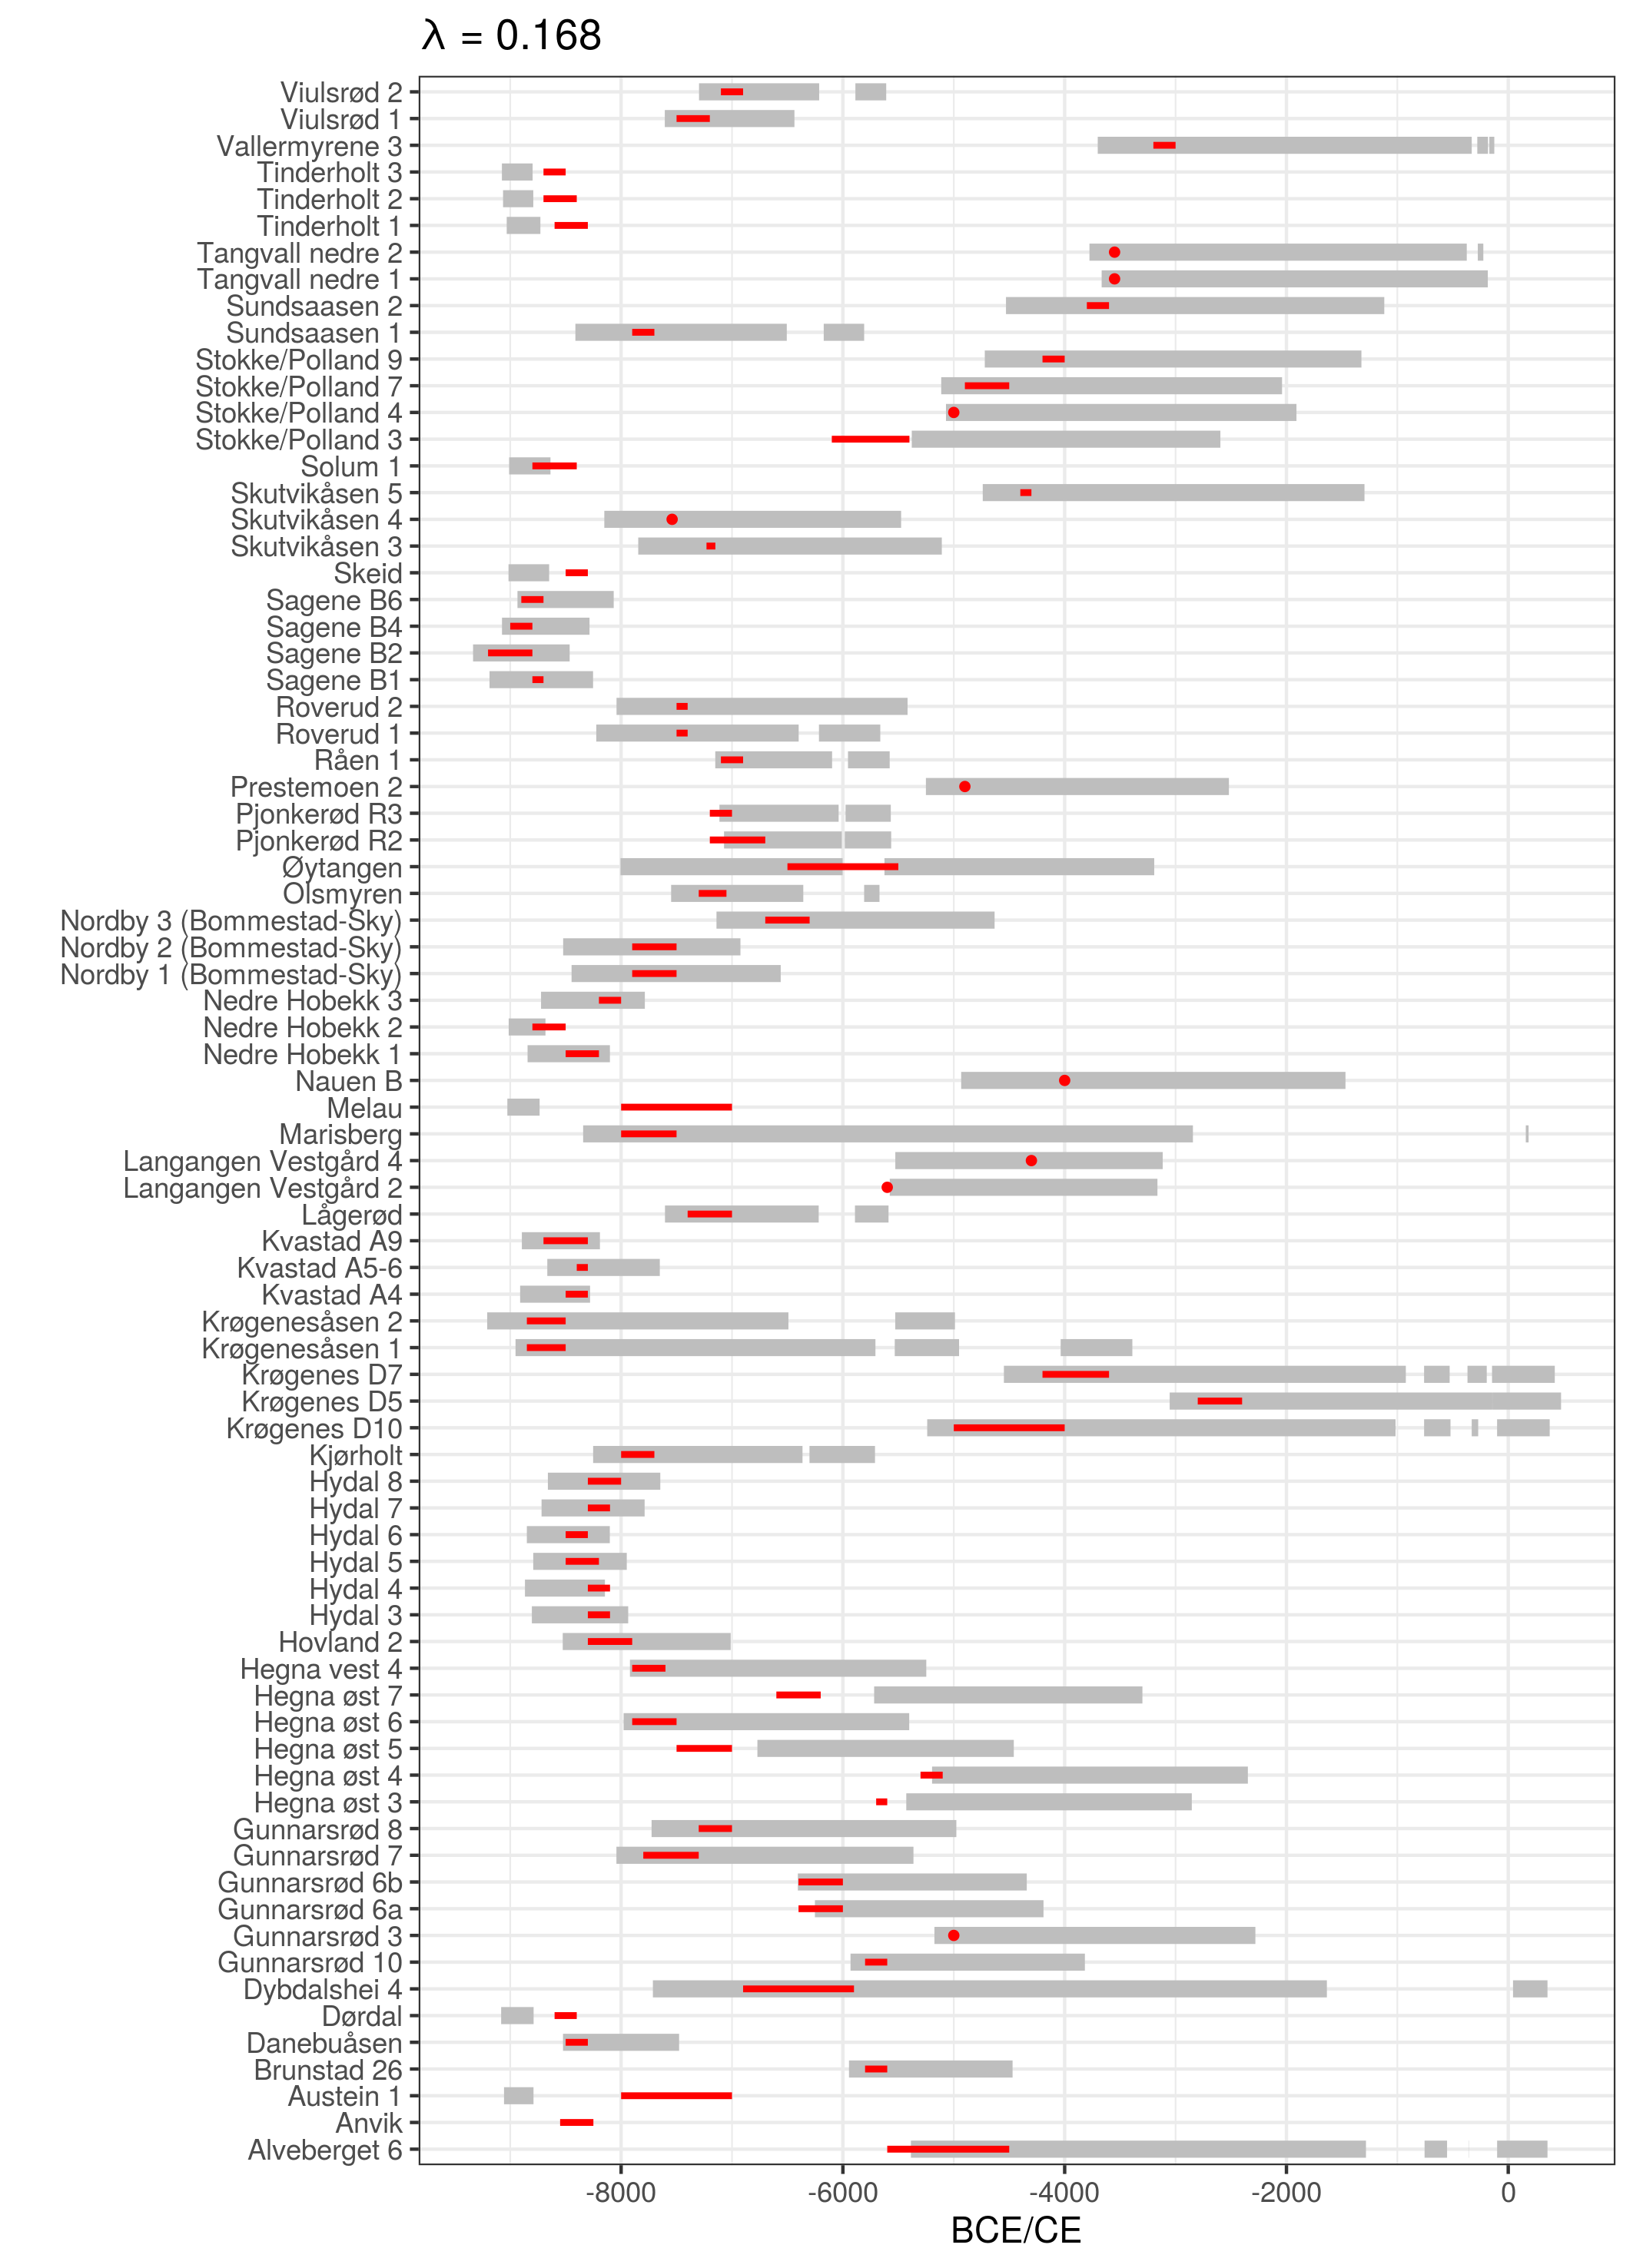 λ = 0.168
Viulsrød 2
Viulsrød 1
Vallermyrene 3
Tinderholt 3
Tinderholt 2
Tinderholt 1
Tangvall nedre 2
Tangvall nedre 1
Sundsaasen 2
Sundsaasen 1
Stokke/Polland 9
Stokke/Polland 7
Stokke/Polland 4
Stokke/Polland 3
Solum 1
Skutvikåsen 5
Skutvikåsen 4
Skutvikåsen 3
Skeid
Sagene B6
Sagene B4
Sagene B2
Sagene B1
Roverud 2
Roverud 1
Råen 1
Prestemoen 2
Pjonkerød R3
Pjonkerød R2
Øytangen
Olsmyren
Nordby 3 (Bommestad-Sky)
Nordby 2 (Bommestad-Sky)
Nordby 1 (Bommestad-Sky)
Nedre Hobekk 3
Nedre Hobekk 2
Nedre Hobekk 1
Nauen B
Melau
Marisberg
Langangen Vestgård 4
Langangen Vestgård 2
Lågerød
Kvastad A9
Kvastad A5-6
Kvastad A4
Krøgenesåsen 2
Krøgenesåsen 1
Krøgenes D7
Krøgenes D5
Krøgenes D10
Kjørholt
Hydal 8
Hydal 7
Hydal 6
Hydal 5
Hydal 4
Hydal 3
Hovland 2
Hegna vest 4
Hegna øst 7
Hegna øst 6
Hegna øst 5
Hegna øst 4
Hegna øst 3
Gunnarsrød 8
Gunnarsrød 7
Gunnarsrød 6b
Gunnarsrød 6a
Gunnarsrød 3
Gunnarsrød 10
Dybdalshei 4
Dørdal
Danebuåsen
Brunstad 26
Austein 1
Anvik
Alveberget 6
-8000 -6000 -4000 -2000 0
BCE/CE